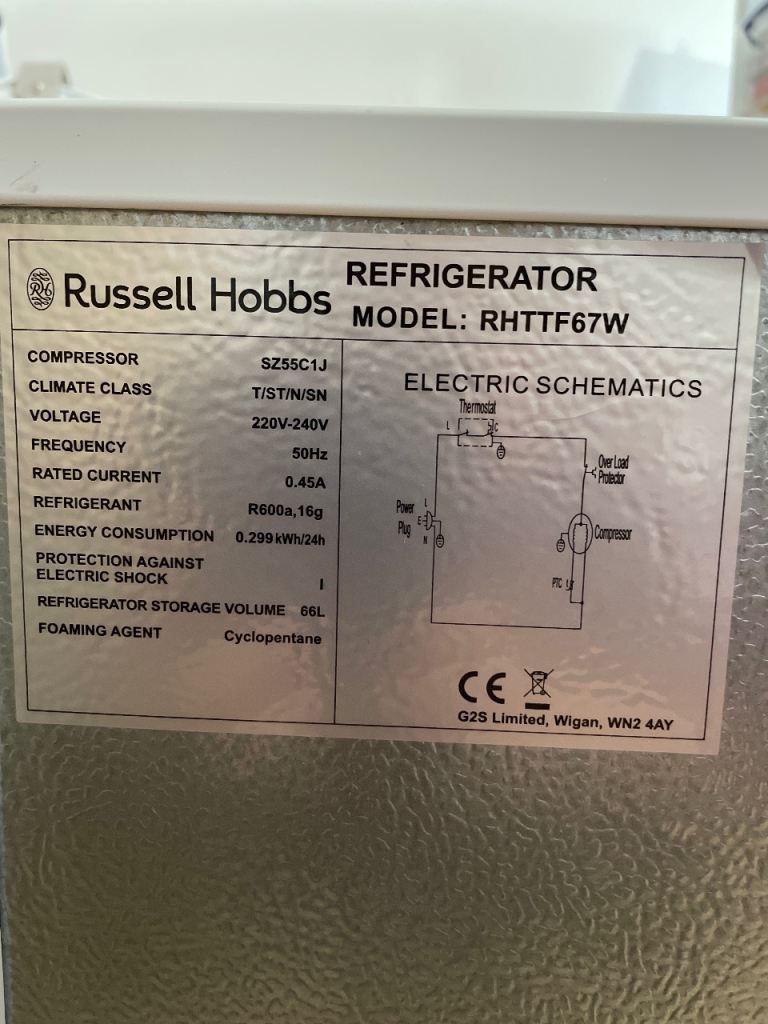 RH Russell Hobbs
REFRIGERATOR
MODEL: RHTTF67W
COMPRESSOR SZ55C1J
CLIMATE CLASS T/ST/N/SN
VOLTAGE 220V-240V
FREQUENCY 50Hz
RATED CURRENT 0.45A
REFRIGERANT R600a,16g
ENERGY CONSUMPTION 0.299kWh/24h
PROTECTION AGAINST
ELECTRIC SHOCK I
REFRIGERATOR STORAGE VOLUME 66L
FOAMING AGENT Cyclopentane
ELECTRIC SCHEMATICS
Thermostat
L C
Over Load
Protector
Power
Plug
L
E
N
Compressor
PTC
CE
G2S Limited, Wigan, WN2 4AY